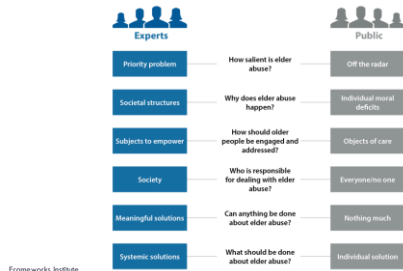 Experts
Public
Priority problem
How salient is elder
abuse?
Off the radar
Societal structures
Why does elder abuse
happen?
Individual moral
deficits
Subjects to empower
How should older
people be engaged and
addressed?
Objects of care
Society
Who is responsible
for dealing with elder
abuse?
Everyone/no one
Meaningful solutions
Can anything be done
about elder abuse?
Nothing much
Systemic solutions
What should be done
about elder abuse?
Individual solution
Frameworks Institute